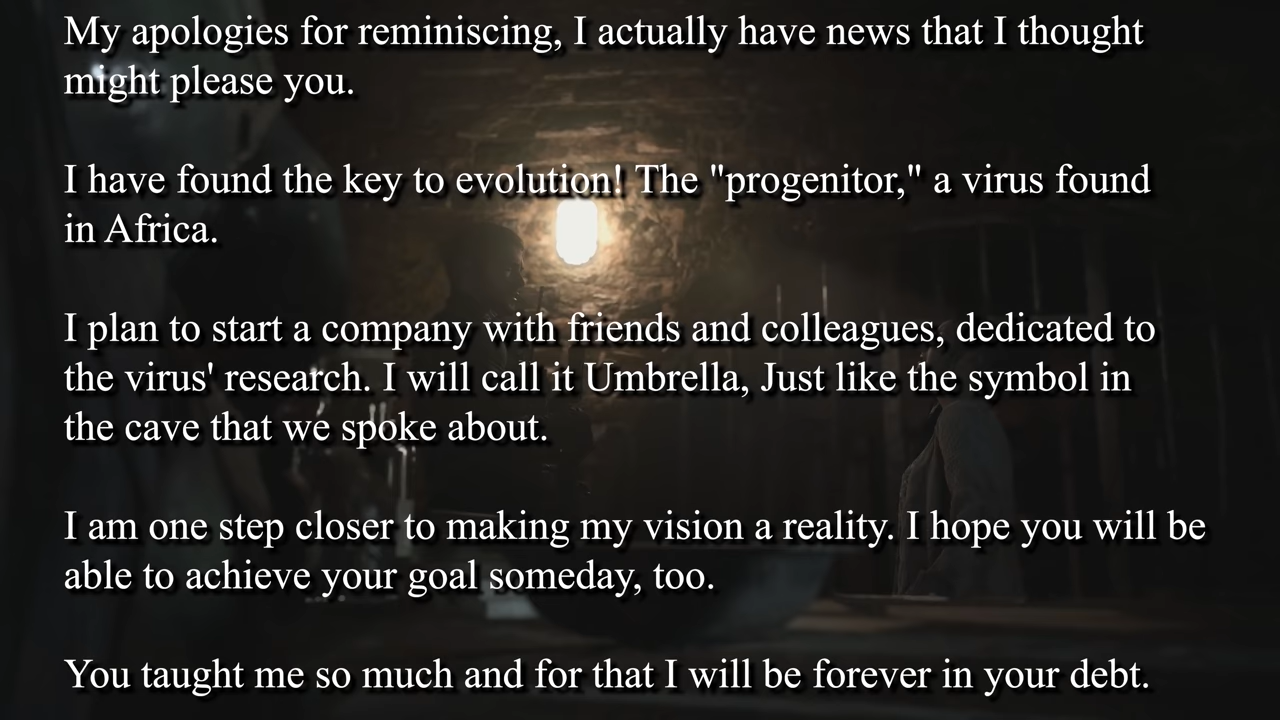 My apologies for reminiscing, I actually have news that I thought
might please you.
I have found the key to evolution! The "progenitor," a virus found
in Africa.
I plan to start a company with friends and colleagues, dedicated to
the virus' research. I will call it Umbrella, Just like the symbol in
the cave that we spoke about.
I am one step closer to making my vision a reality. I hope you will be
able to achieve your goal someday, too.
You taught me so much and for that I will be forever in your debt.